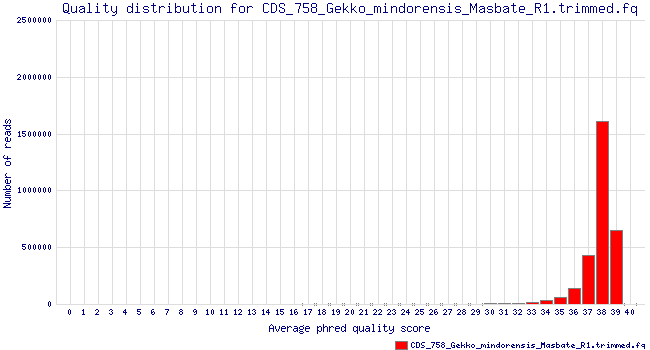 Quality distribution for CDS_758_Gekko_mindorensis_Masbate_R1.trimmed.fq
2500000
2000000
1500000
1000000
500000
0
Number of reads
0 1 2 3 4 5 6 7 8 9 10 11 12 13 14 15 16 17 18 19 20 21 22 23 24 25 26 27 28 29 30 31 32 33 34 35 36 37 38 39 40
Average phred quality score
CDS_758_Gekko_mindorensis_Masbate_R1.trimmed.fq